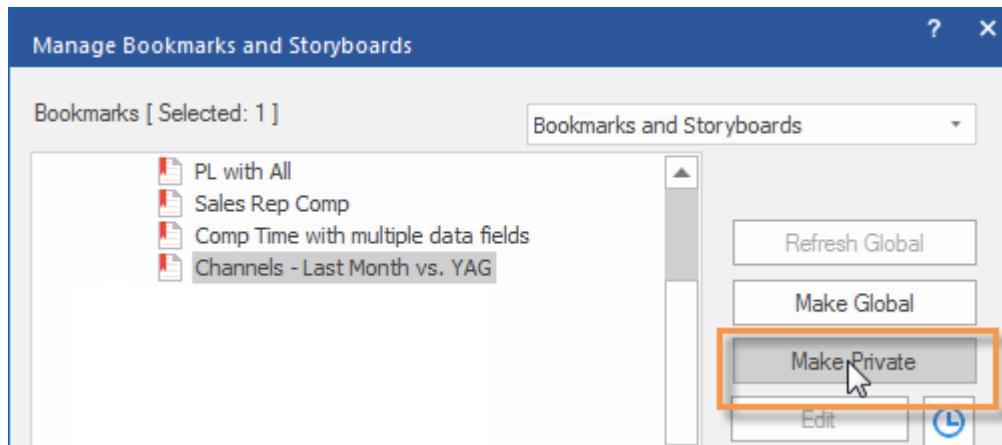 Manage Bookmarks and Storyboards
?
Bookmarks [ Selected: 1 ]
Bookmarks and Storyboards
PL with All
Sales Rep Comp
Comp Time with multiple data fields
Channels - Last Month vs. YAG
Refresh Global
Make Global
Make Private
Edit